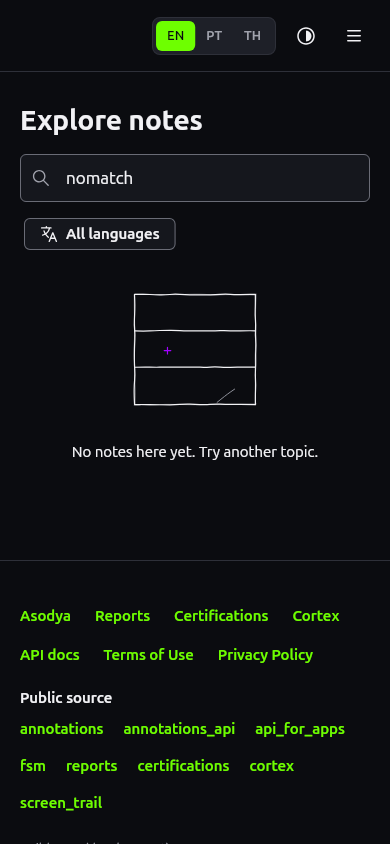 EN PT TH
Explore notes
nomatch
All languages
No notes here yet. Try another topic.
Asodya Reports Certifications Cortex
API docs Terms of Use Privacy Policy
Public source
annotations annotations_api api_for_apps
fsm reports certifications cortex
screen_trail